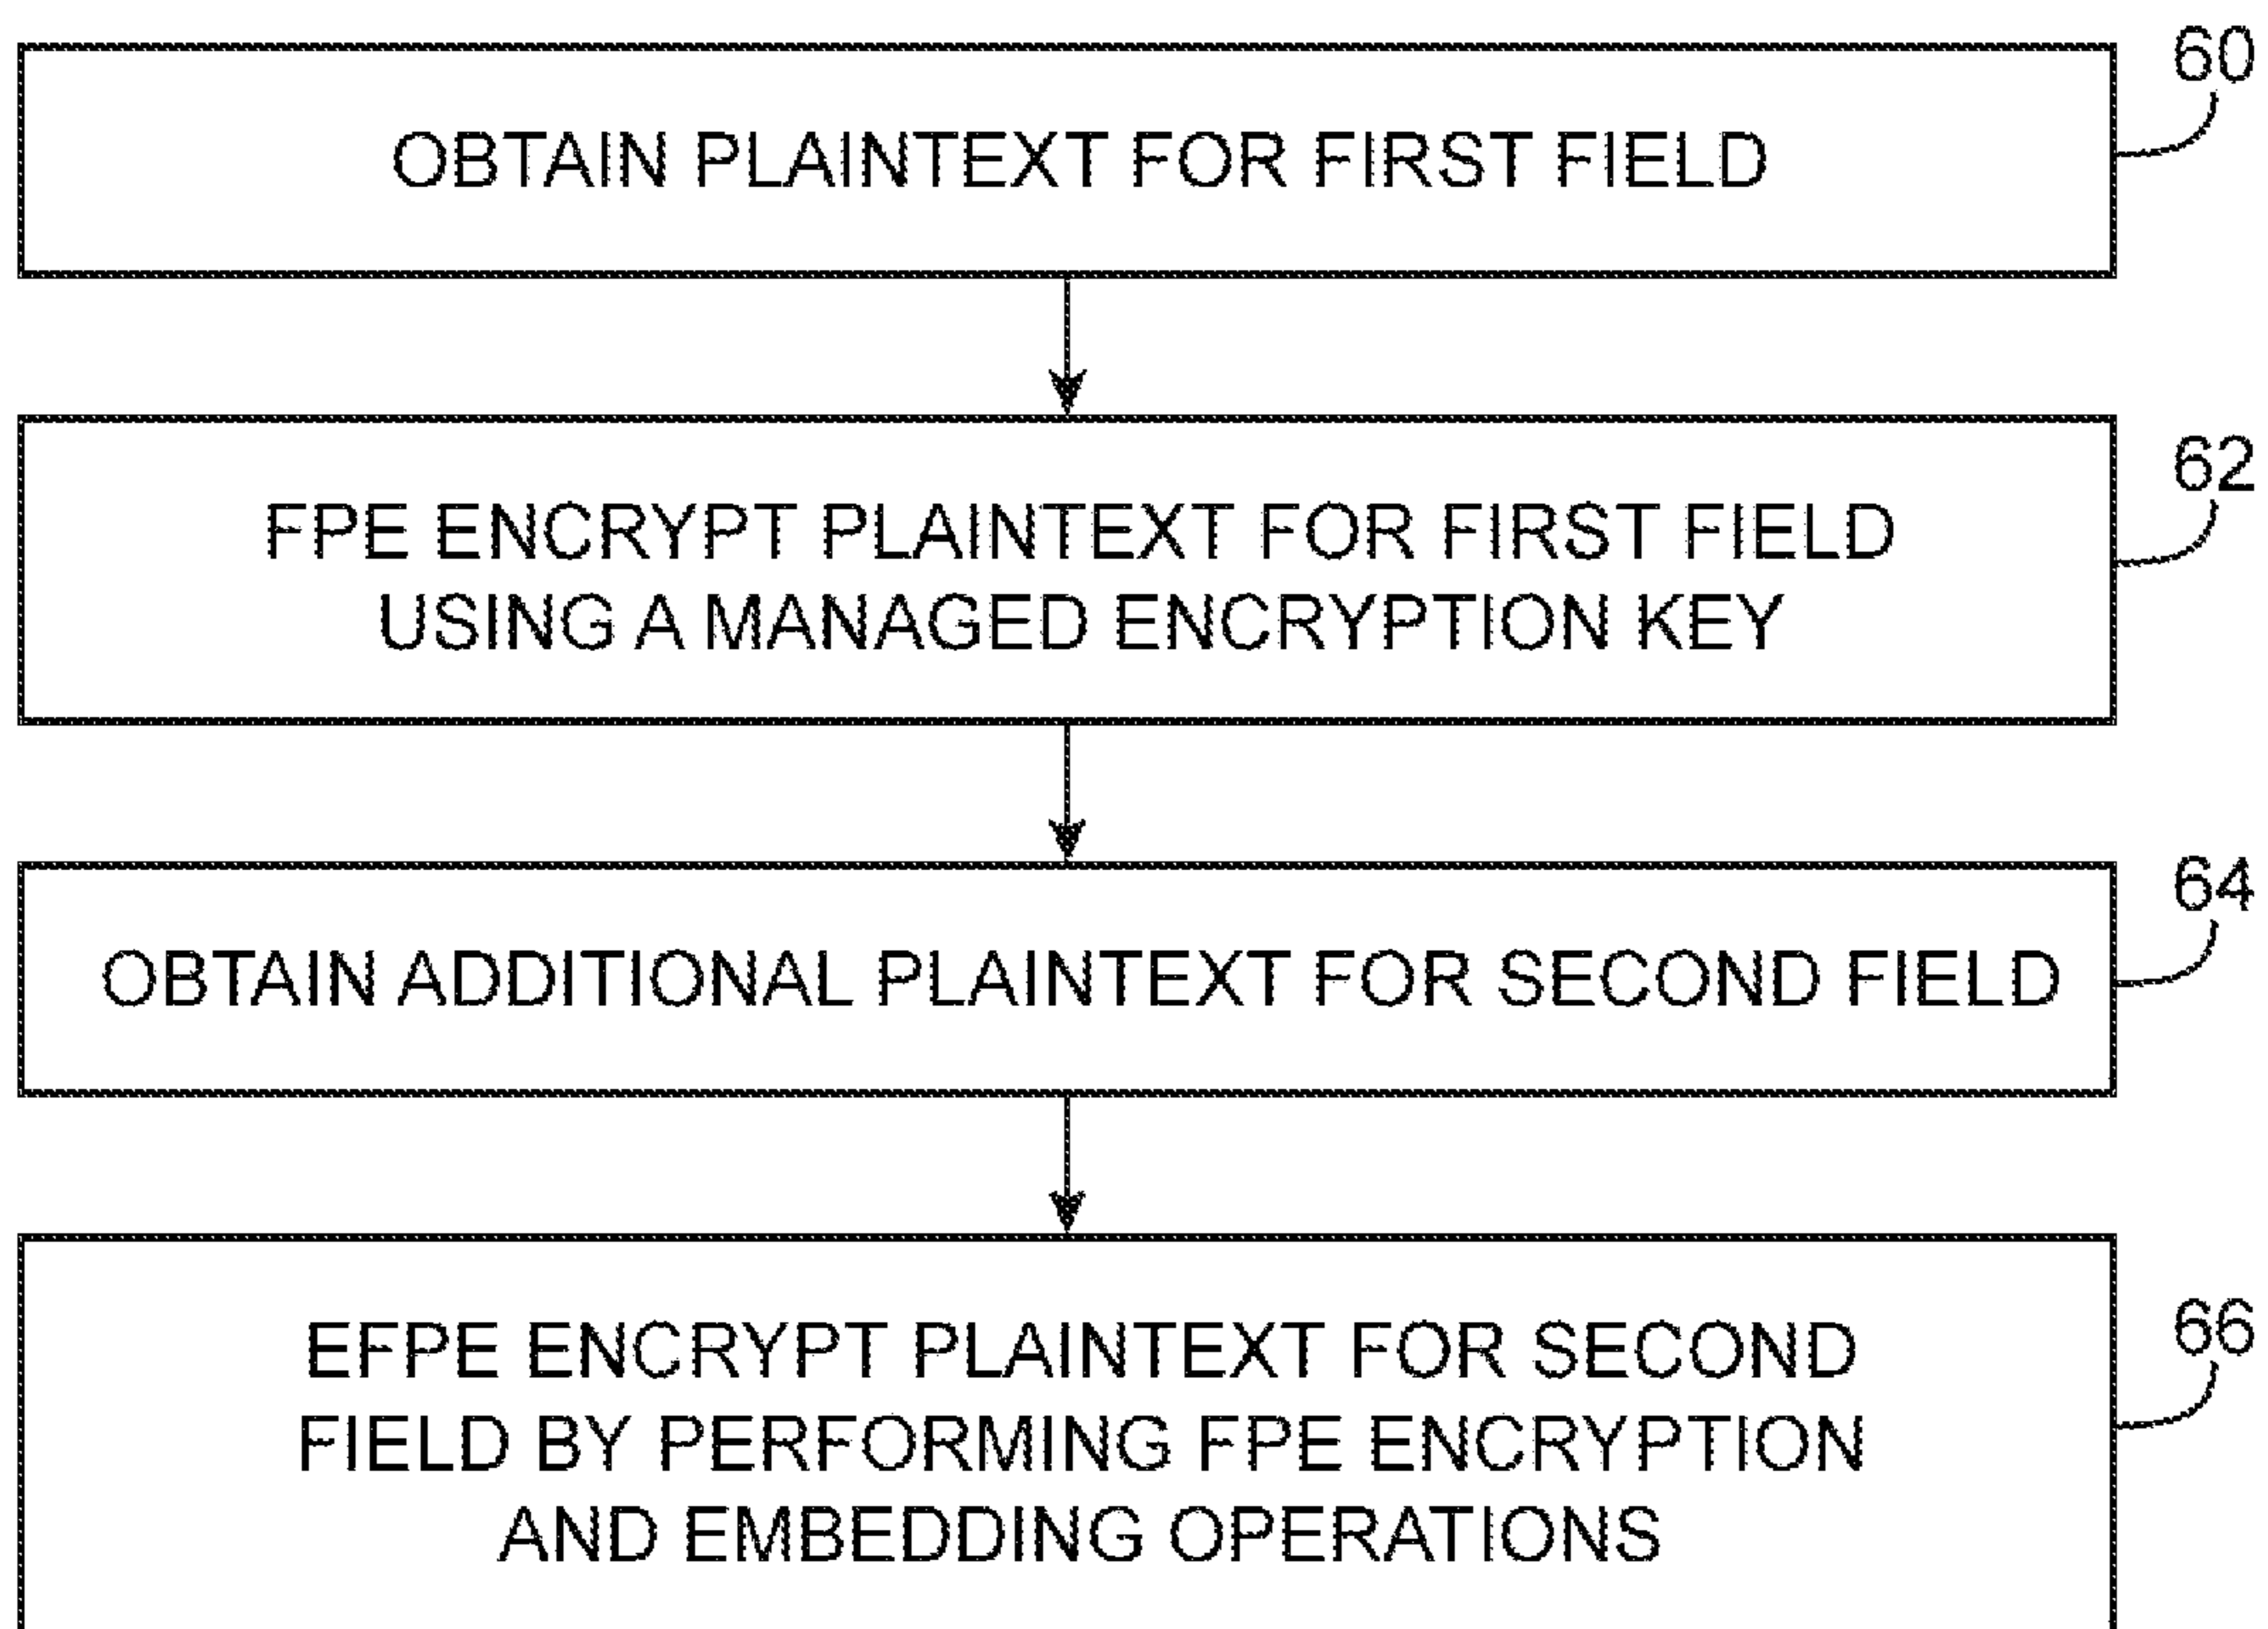 60
OBTAIN PLAINTEXT FOR FIRST FIELD
62
FPE ENCRYPT PLAINTEXT FOR FIRST FIELD
USING A MANAGED ENCRYPTION KEY
64
OBTAIN ADDITIONAL PLAINTEXT FOR SECOND FIELD
66
EFPE ENCRYPT PLAINTEXT FOR SECOND
FIELD BY PERFORMING FPE ENCRYPTION
AND EMBEDDING OPERATIONS